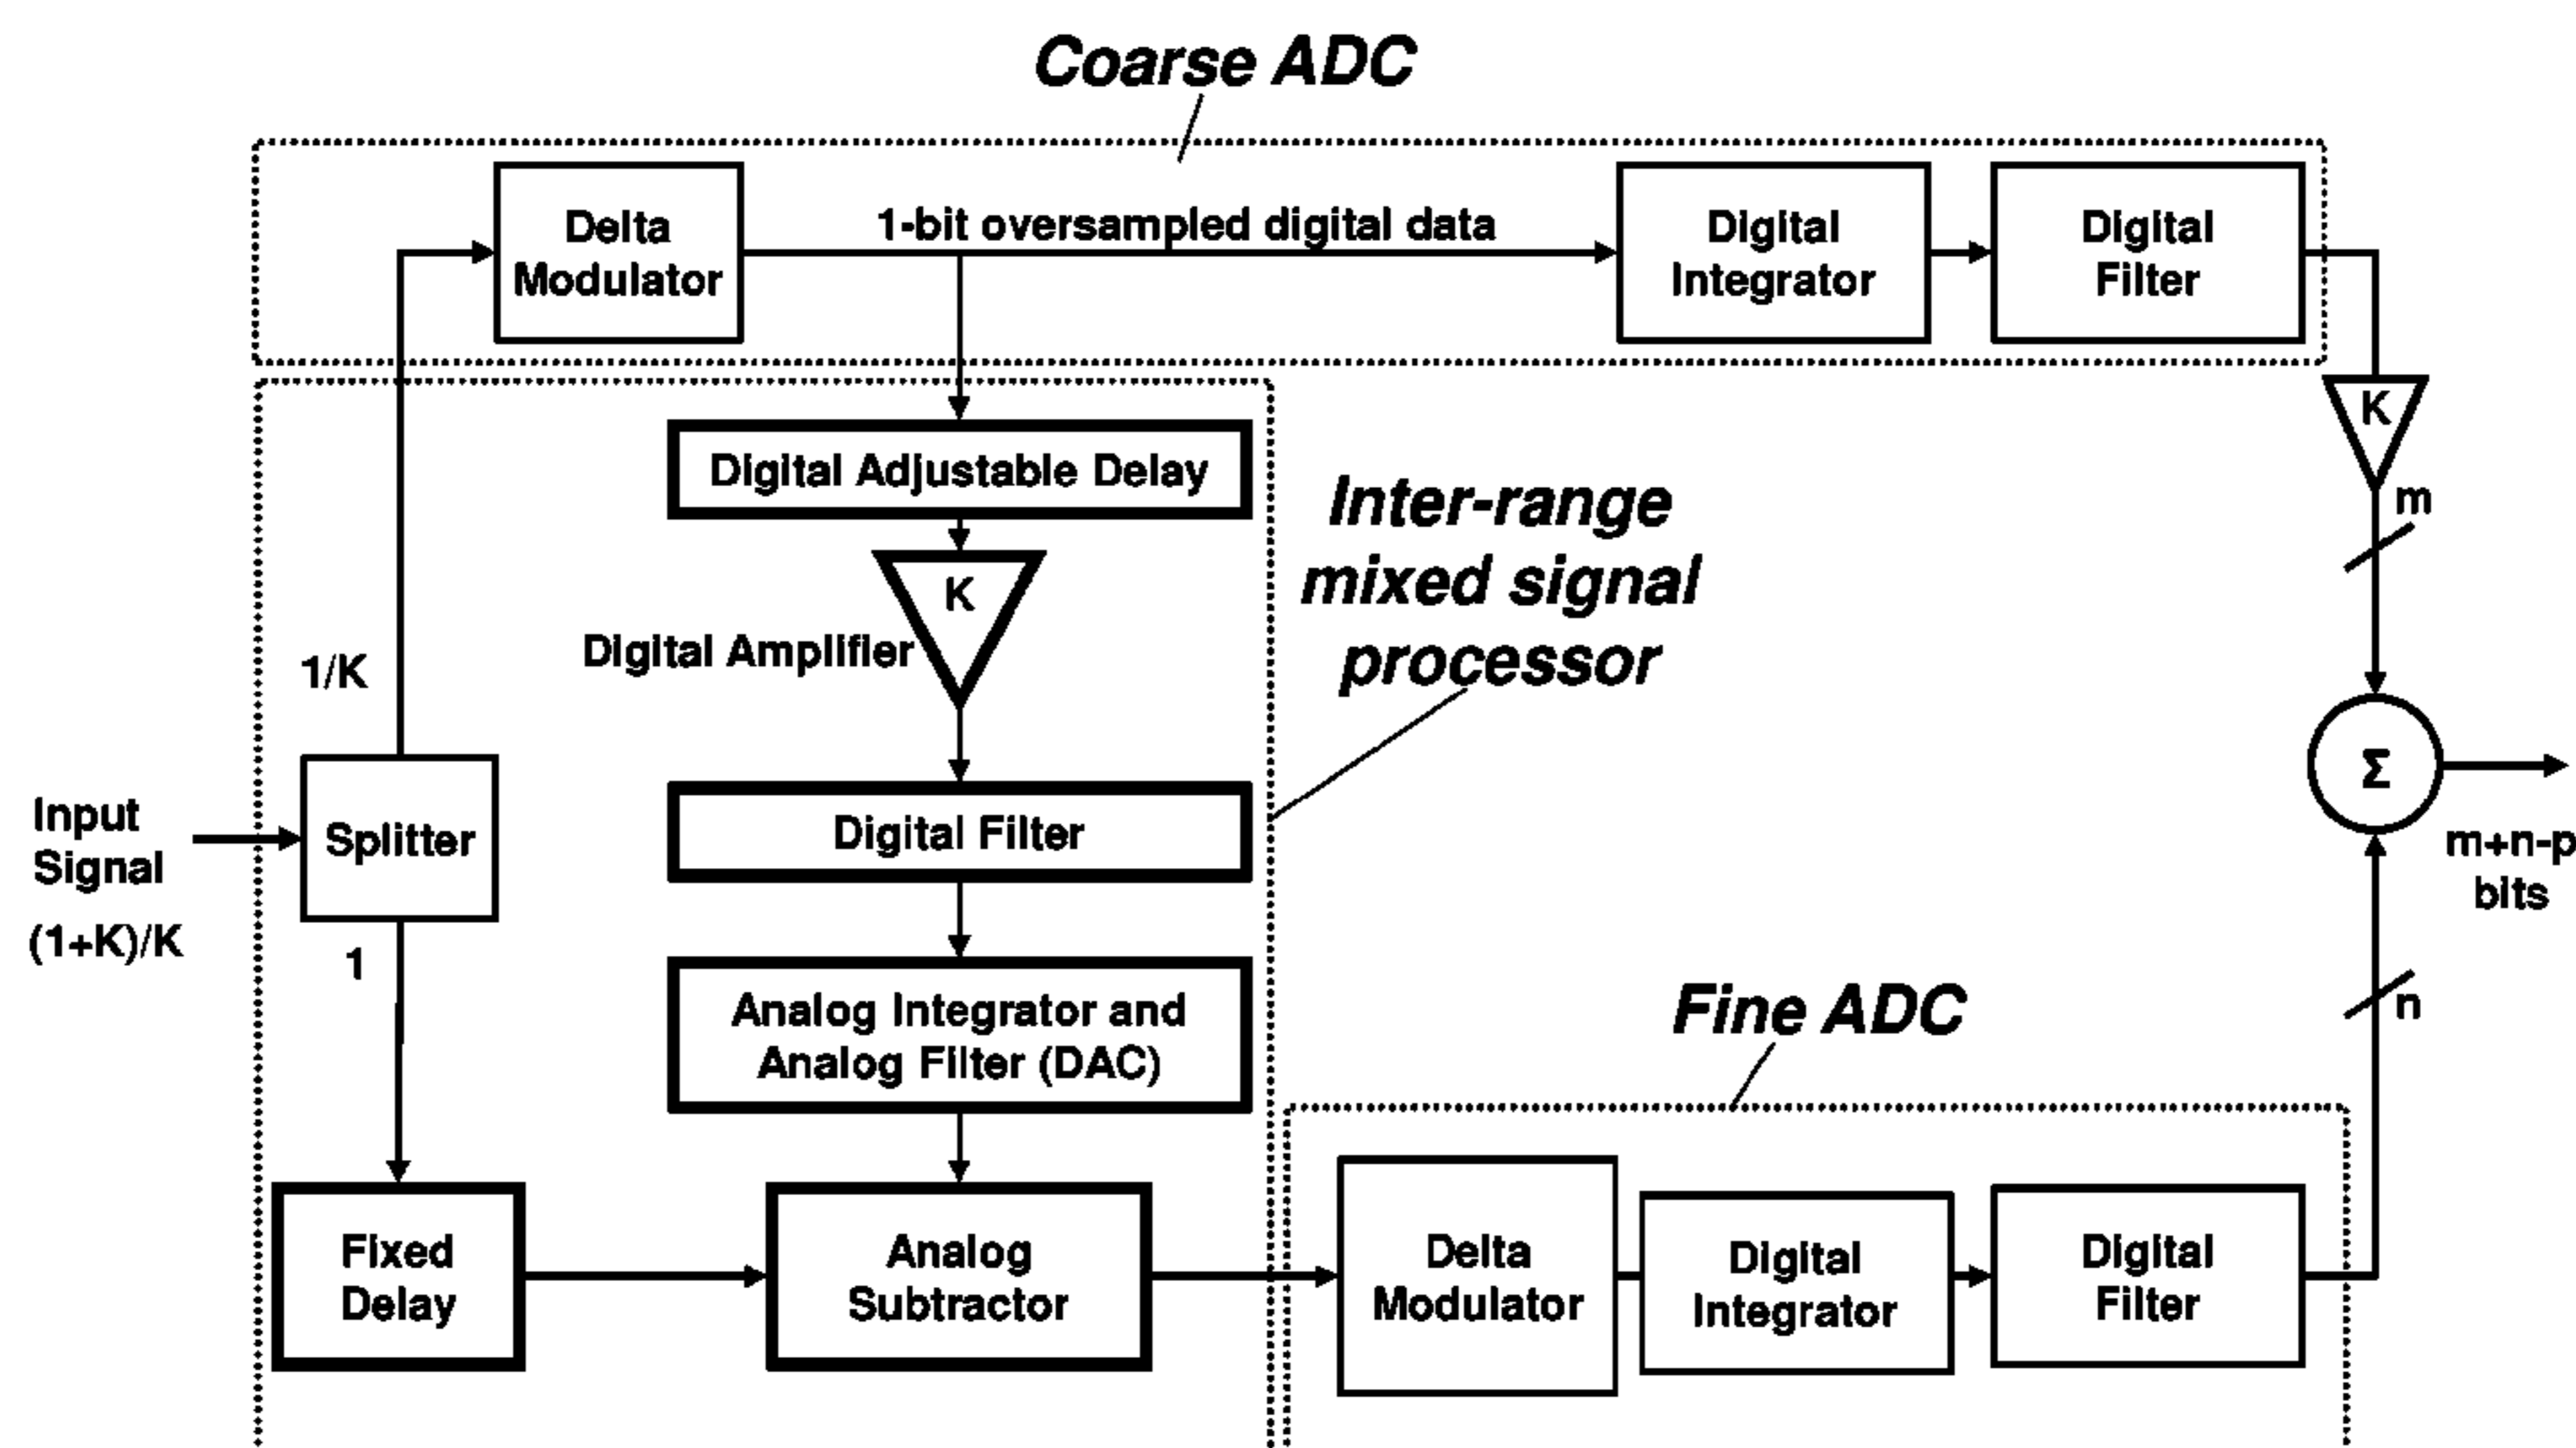 Coarse ADC
Delta
Modulator
1-bit oversampled digital data
Digital
Integrator
Digital
Filter
K
m
Digital Adjustable Delay
K
Digital Amplifier
Inter-range
mixed signal
processor
1/K
Input
Signal
(1+K)/K
Splitter
1
Digital Filter
Analog Integrator and
Analog Filter (DAC)
Σ
m+n-p
bits
n
Fine ADC
Fixed
Delay
Analog
Subtractor
Delta
Modulator
Digital
Integrator
Digital
Filter